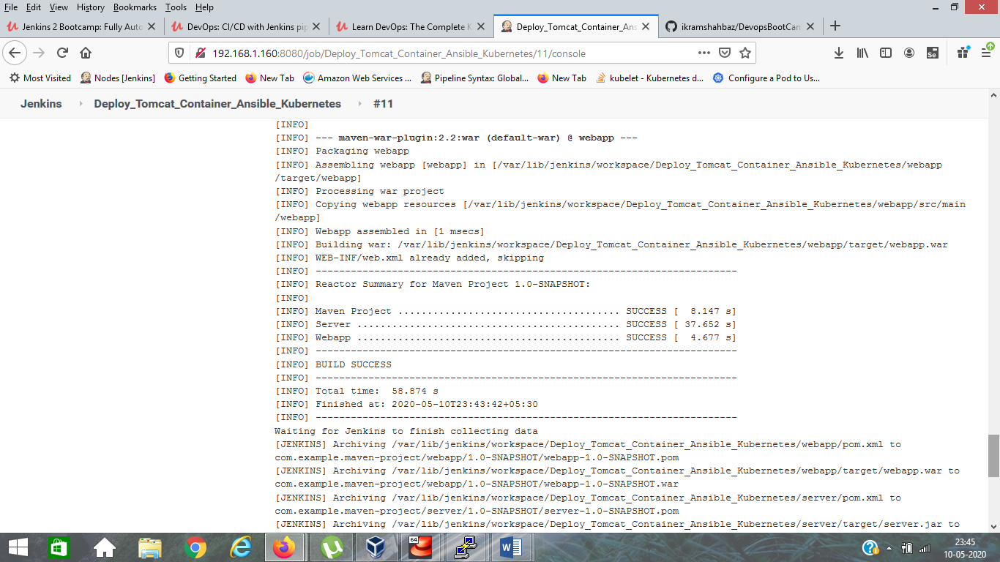 File Edit View History Bookmarks Tools Help
Jenkins 2 Bootcamp: Fully Auto
DevOps: CI/CD with Jenkins pip
Learn DevOps: The Complete K
Deploy_Tomcat_Container_Ans
ikramshahbaz/DevopsBootCam
192.168.1.160:8080/job/Deploy_Tomcat_Container_Ansible_Kubernetes/11/console
Se
Most Visited Nodes [Jenkins] Getting Started New Tab Amazon Web Services ... Pipeline Syntax: Global... New Tab kubelet - Kubernetes d... Configure a Pod to Us...
Jenkins Deploy_Tomcat_Container_Ansible_Kubernetes #11
[INFO]
[INFO] --- maven-war-plugin:2.2:war (default-war) @ webapp ---
[INFO] Packaging webapp
[INFO] Assembling webapp [webapp] in [/var/lib/jenkins/workspace/Deploy_Tomcat_Container_Ansible_Kubernetes/webapp
/target/webapp]
[INFO] Processing war project
[INFO] Copying webapp resources [/var/lib/jenkins/workspace/Deploy_Tomcat_Container_Ansible_Kubernetes/webapp/src/main
/webapp]
[INFO] Webapp assembled in [1 msecs]
[INFO] Building war: /var/lib/jenkins/workspace/Deploy_Tomcat_Container_Ansible_Kubernetes/webapp/target/webapp.war
[INFO] WEB-INF/web.xml already added, skipping
[INFO] ------------------------------------------------------------------------
[INFO] Reactor Summary for Maven Project 1.0-SNAPSHOT:
[INFO]
[INFO] Maven Project ...................................... SUCCESS [  8.147 s]
[INFO] Server ............................................. SUCCESS [ 37.652 s]
[INFO] Webapp ............................................. SUCCESS [  4.677 s]
[INFO] ------------------------------------------------------------------------
[INFO] BUILD SUCCESS
[INFO] ------------------------------------------------------------------------
[INFO] Total time:  58.874 s
[INFO] Finished at: 2020-05-10T23:43:42+05:30
[INFO] ------------------------------------------------------------------------
Waiting for Jenkins to finish collecting data
[JENKINS] Archiving /var/lib/jenkins/workspace/Deploy_Tomcat_Container_Ansible_Kubernetes/webapp/pom.xml to
com.example.maven-project/webapp/1.0-SNAPSHOT/webapp-1.0-SNAPSHOT.pom
[JENKINS] Archiving /var/lib/jenkins/workspace/Deploy_Tomcat_Container_Ansible_Kubernetes/webapp/target/webapp.war to
com.example.maven-project/webapp/1.0-SNAPSHOT/webapp-1.0-SNAPSHOT.war
[JENKINS] Archiving /var/lib/jenkins/workspace/Deploy_Tomcat_Container_Ansible_Kubernetes/server/pom.xml to
com.example.maven-project/server/1.0-SNAPSHOT/server-1.0-SNAPSHOT.pom
[JENKINS] Archiving /var/lib/jenkins/workspace/Deploy_Tomcat_Container_Ansible_Kubernetes/server/target/server.jar to
64
23:45
10-05-2020